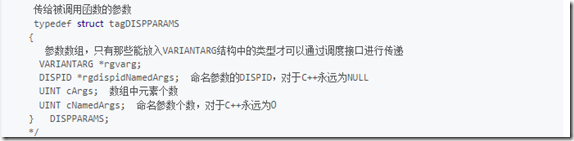 传给被调用函数的参数
typedef struct tagDISPPARAMS
{
参数数组，只有那些能放入VARIANTARG结构中的类型才可以通过调度接口进行传递
VARIANTARG *rgvarg;
DISPID *rgdispidNamedArgs; 命名参数的DISPID，对于C++永远为NULL
UINT cArgs; 数组中元素个数
UINT cNamedArgs; 命名参数个数，对于C++永远为0
} DISPPARAMS;
*/